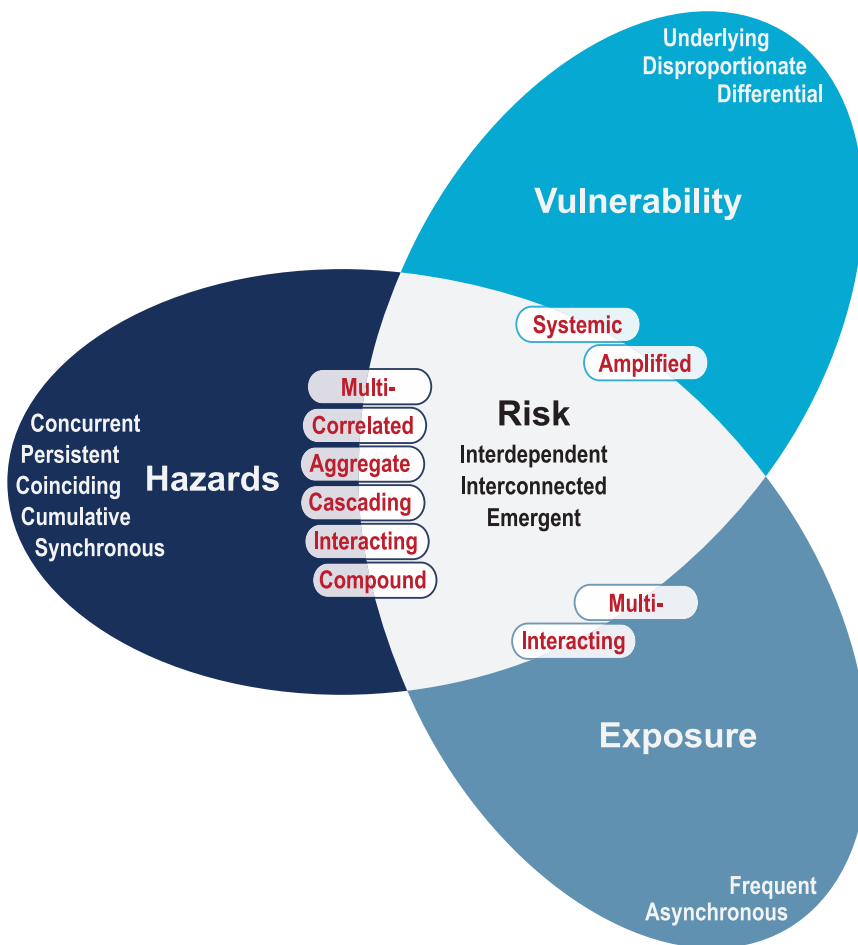 Underlying
Disproportionate
Differential
Vulnerability
Systemic
Amplified
Multi-
Correlated
Aggregate
Cascading
Interacting
Compound
Risk
Interdependent
Interconnected
Emergent
Concurrent
Persistent
Coinciding
Cumulative
Synchronous
Hazards
Multi-
Interacting
Exposure
Frequent
Asynchronous